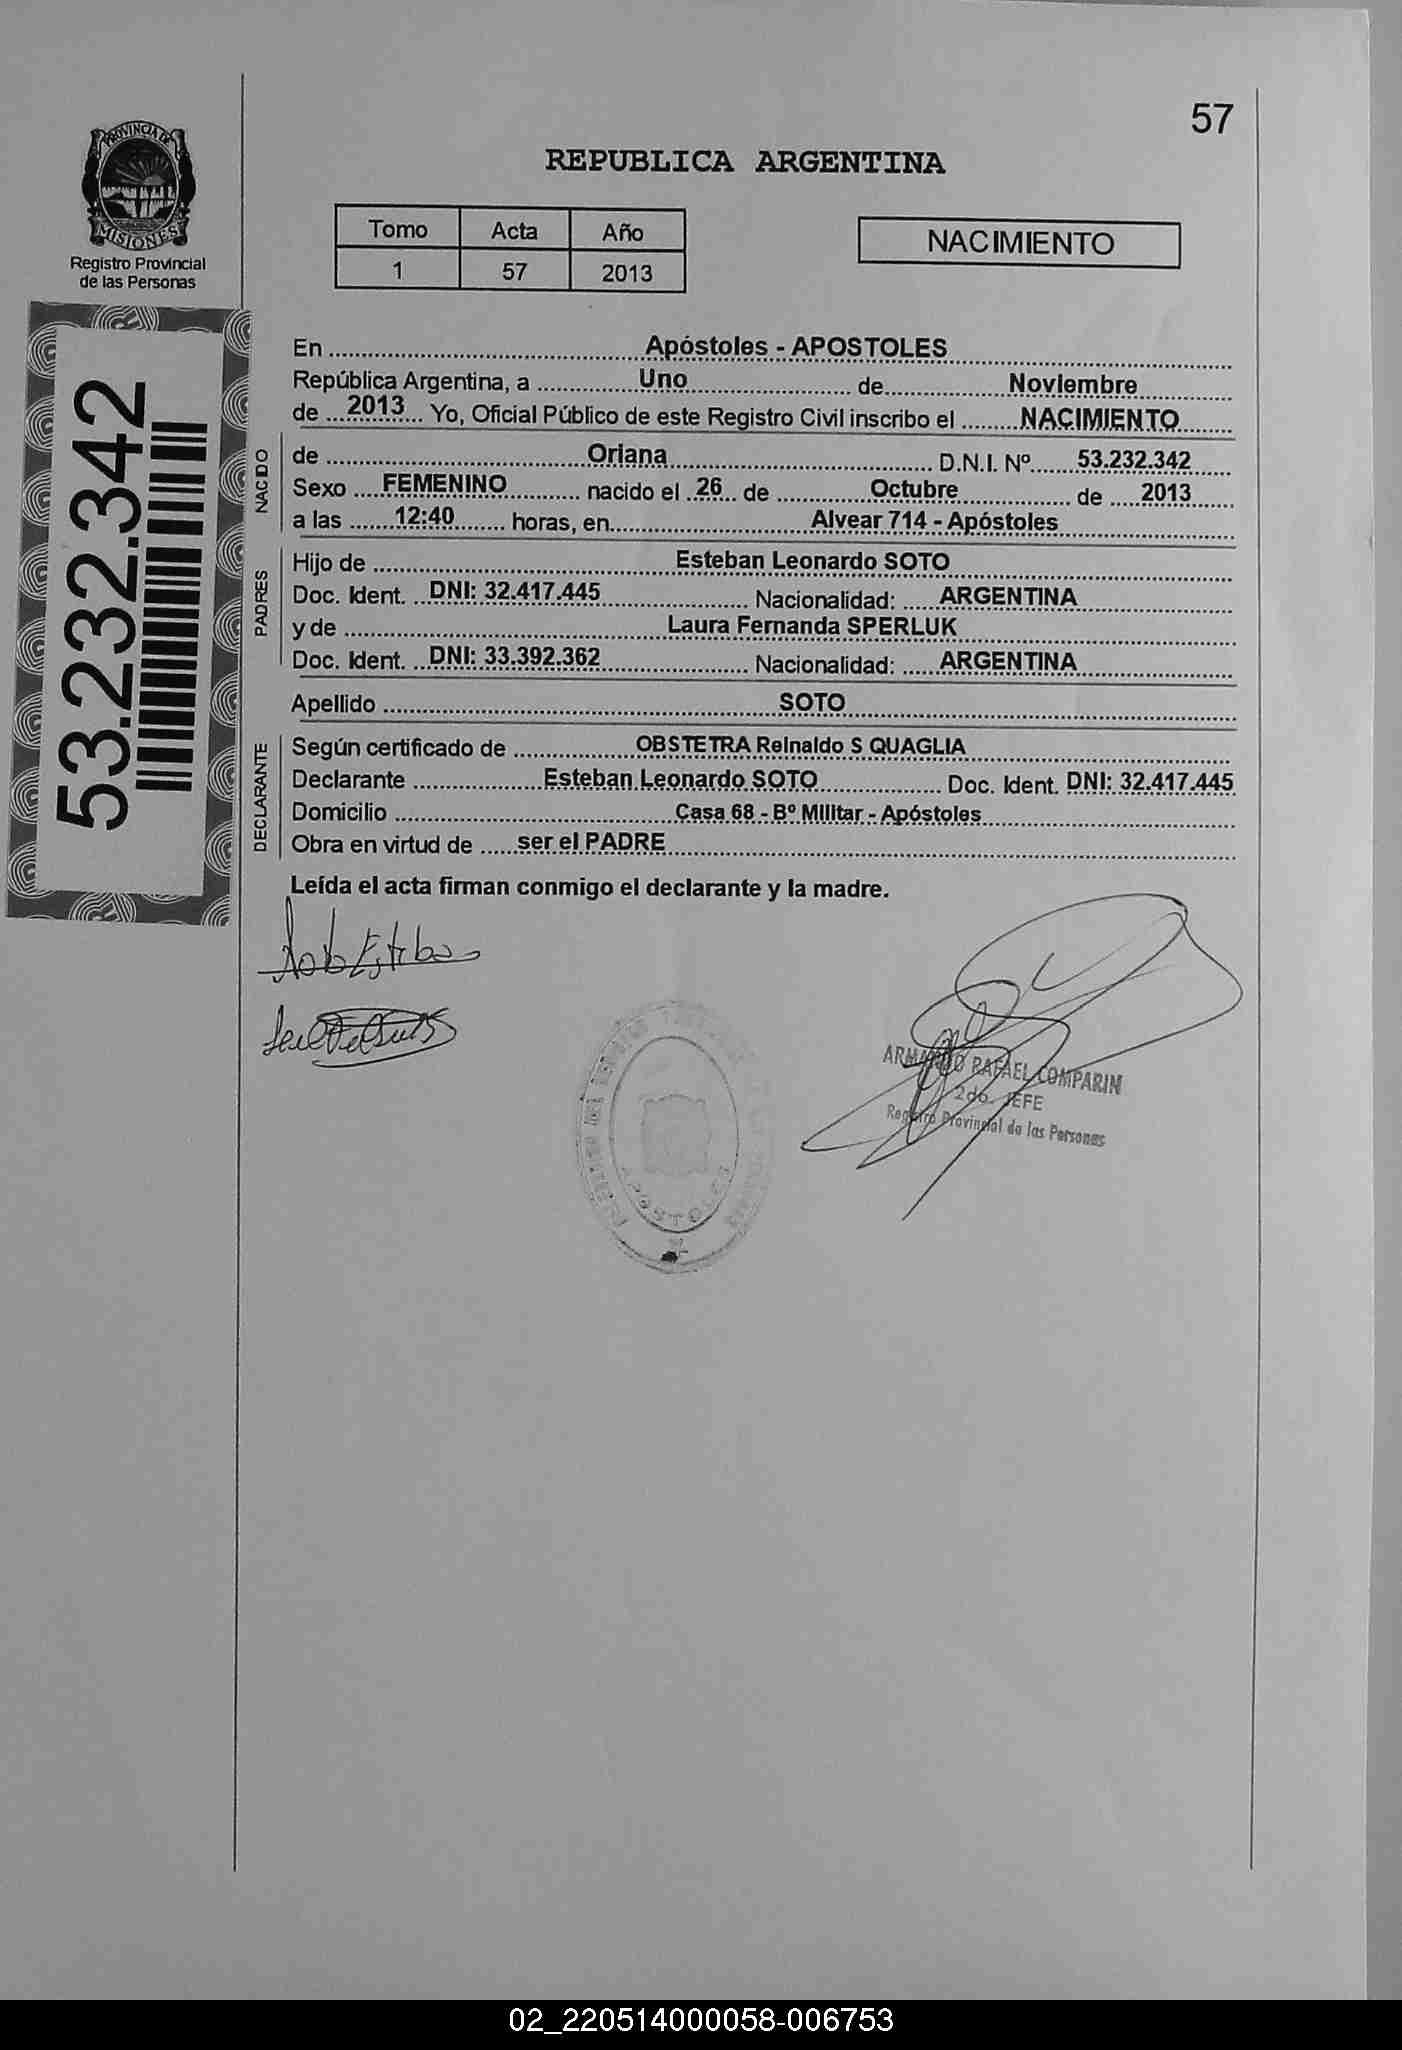 57
PROVINCIA DE
MISIONES
Registro Provincial
de las Personas
REPUBLICA ARGENTINA
Tomo Acta Año
1 57 2013
NACIMIENTO
53.232.342
En Apóstoles - APOSTOLES
República Argentina, a Uno de Noviembre
de 2013 Yo, Oficial Público de este Registro Civil inscribo el NACIMIENTO
NACIDO
de Oriana D.N.I. Nº 53.232.342
Sexo FEMENINO nacido el 26 de Octubre de 2013
a las 12:40 horas, en Alvear 714 - Apóstoles
PADRES
Hijo de Esteban Leonardo SOTO
Doc. Ident. DNI: 32.417.445 Nacionalidad: ARGENTINA
y de Laura Fernanda SPERLUK
Doc. Ident. DNI: 33.392.362 Nacionalidad: ARGENTINA
Apellido SOTO
DECLARANTE
Según certificado de OBSTETRA Reinaldo S QUAGLIA
Declarante Esteban Leonardo SOTO Doc. Ident. DNI: 32.417.445
Domicilio Casa 68 - Bº Militar - Apóstoles
Obra en virtud de ser el PADRE
Leída el acta firman conmigo el declarante y la madre.
Soto Esteban
ARMANDO RAFAEL COMPARIN
2do. JEFE
Registro Provincial de las Personas
APOSTOLES
02_220514000058-006753